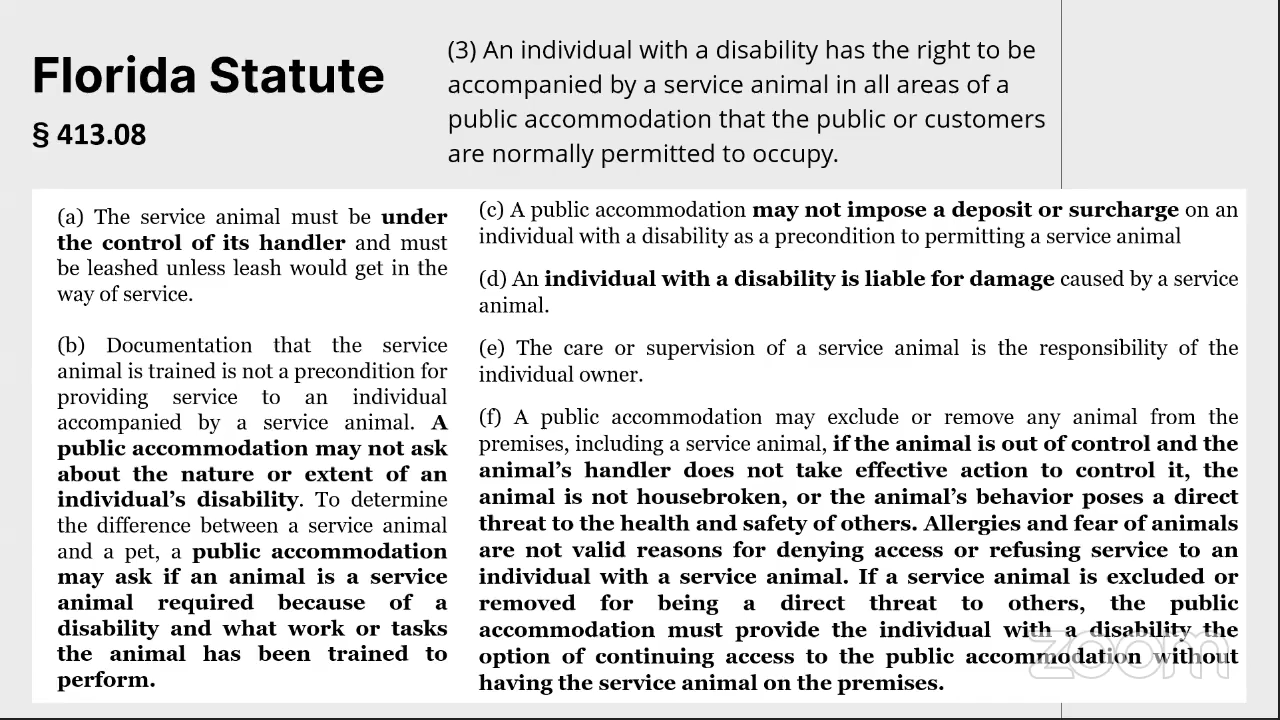 Florida Statute
§ 413.08
(3) An individual with a disability has the right to be
accompanied by a service animal in all areas of a
public accommodation that the public or customers
are normally permitted to occupy.
(a) The service animal must be under
the control of its handler and must
be leashed unless leash would get in the
way of service.
(b) Documentation that the service
animal is trained is not a precondition for
providing service to an individual
accompanied by a service animal. A
public accommodation may not ask
about the nature or extent of an
individual's disability. To determine
the difference between a service animal
and a pet, a public accommodation
may ask if an animal is a service
animal required because of a
disability and what work or tasks
the animal has been trained to
perform.
(c) A public accommodation may not impose a deposit or surcharge on an
individual with a disability as a precondition to permitting a service animal
(d) An individual with a disability is liable for damage caused by a service
animal.
(e) The care or supervision of a service animal is the responsibility of the
individual owner.
(f) A public accommodation may exclude or remove any animal from the
premises, including a service animal, if the animal is out of control and the
animal's handler does not take effective action to control it, the
animal is not housebroken, or the animal's behavior poses a direct
threat to the health and safety of others. Allergies and fear of animals
are not valid reasons for denying access or refusing service to an
individual with a service animal. If a service animal is excluded or
removed for being a direct threat to others, the public
accommodation must provide the individual with a disability the
option of continuing access to the public accommodation without
having the service animal on the premises.
zoom